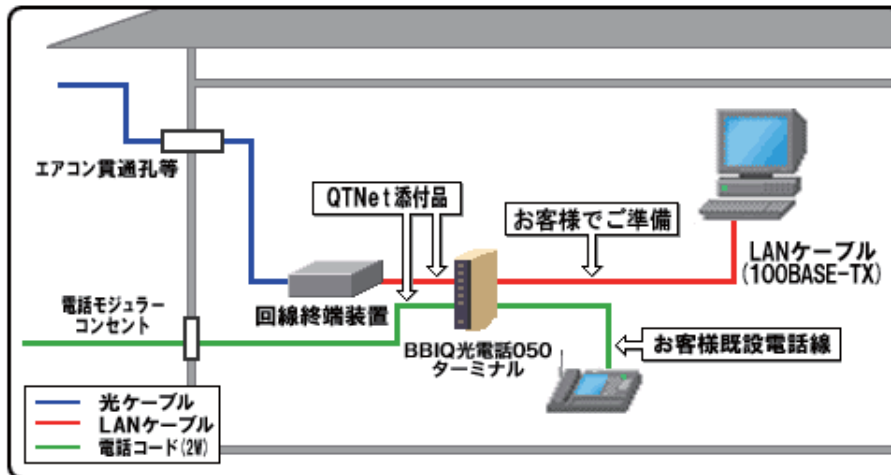 エアコン貫通孔等
QTNet添付品
お客様でご準備
LANケーブル
(100BASE-TX)
回線終端装置
電話モジュラー
コンセント
BBIQ光電話050
ターミナル
お客様既設電話線
光ケーブル
LANケーブル
電話コード(2W)